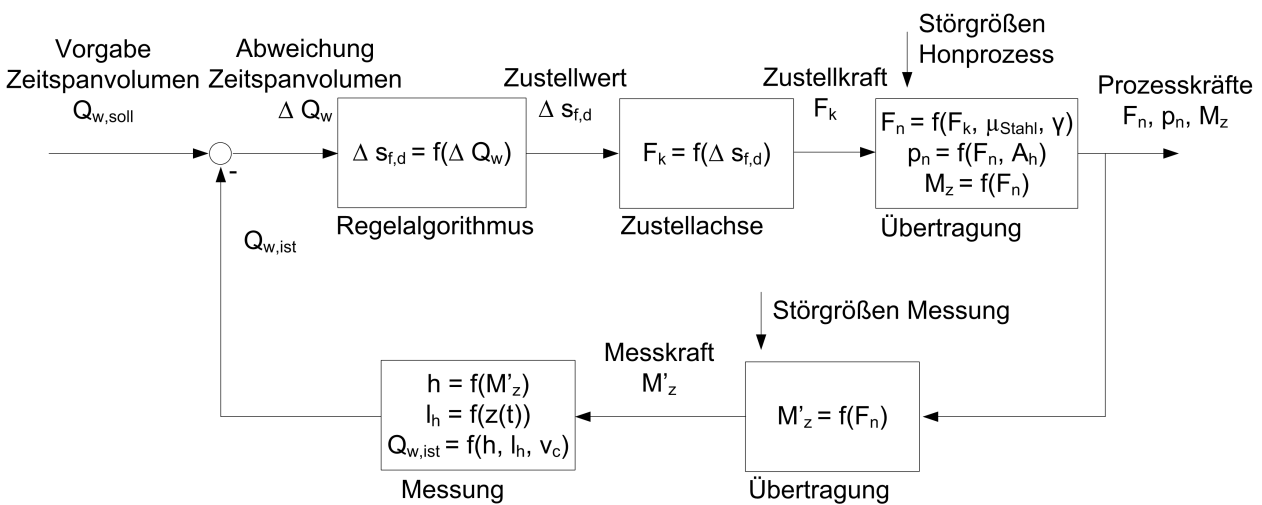 Vorgabe
Zeitspanvolumen
Q_w,soll
Abweichung
Zeitspanvolumen
Δ Q_w
Δ s_f,d = f(Δ Q_w)
Regelalgorithmus
Zustellwert
Δ s_f,d
F_k = f(Δ s_f,d)
Zustellachse
Zustellkraft
F_k
Störgrößen
Honprozess
F_n = f(F_k, μ_Stahl, γ)
p_n = f(F_n, A_h)
M_z = f(F_n)
Übertragung
Prozesskräfte
F_n, p_n, M_z
-
Q_w,ist
Störgrößen Messung
M'_z = f(F_n)
Übertragung
Messkraft
M'_z
h = f(M'_z)
l_h = f(z(t))
Q_w,ist = f(h, l_h, v_c)
Messung